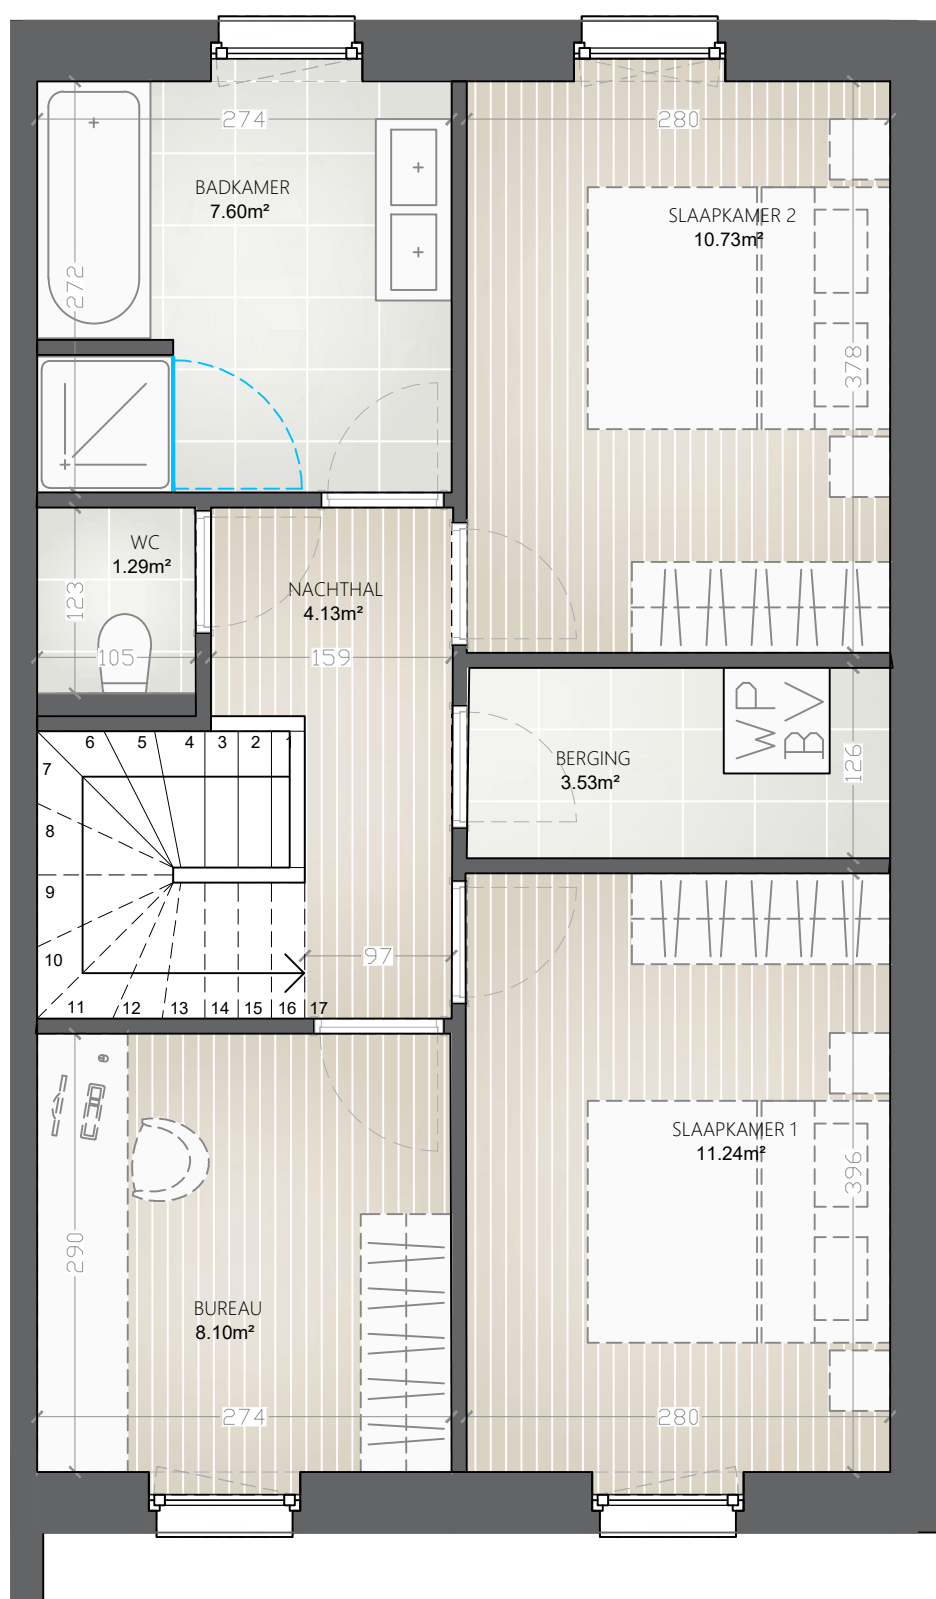 274
280
BADKAMER
7.60m²
SLAAPKAMER 2
10.73m²
272
378
WC
1.29m²
NACHTHAL
4.13m²
123
105
159
WP
BV
BERGING
3.53m²
126
6 5 4 3 2 1
7
8
9
10
11 12 13 14 15 16 17
97
SLAAPKAMER 1
11.24m²
396
290
BUREAU
8.10m²
274
280